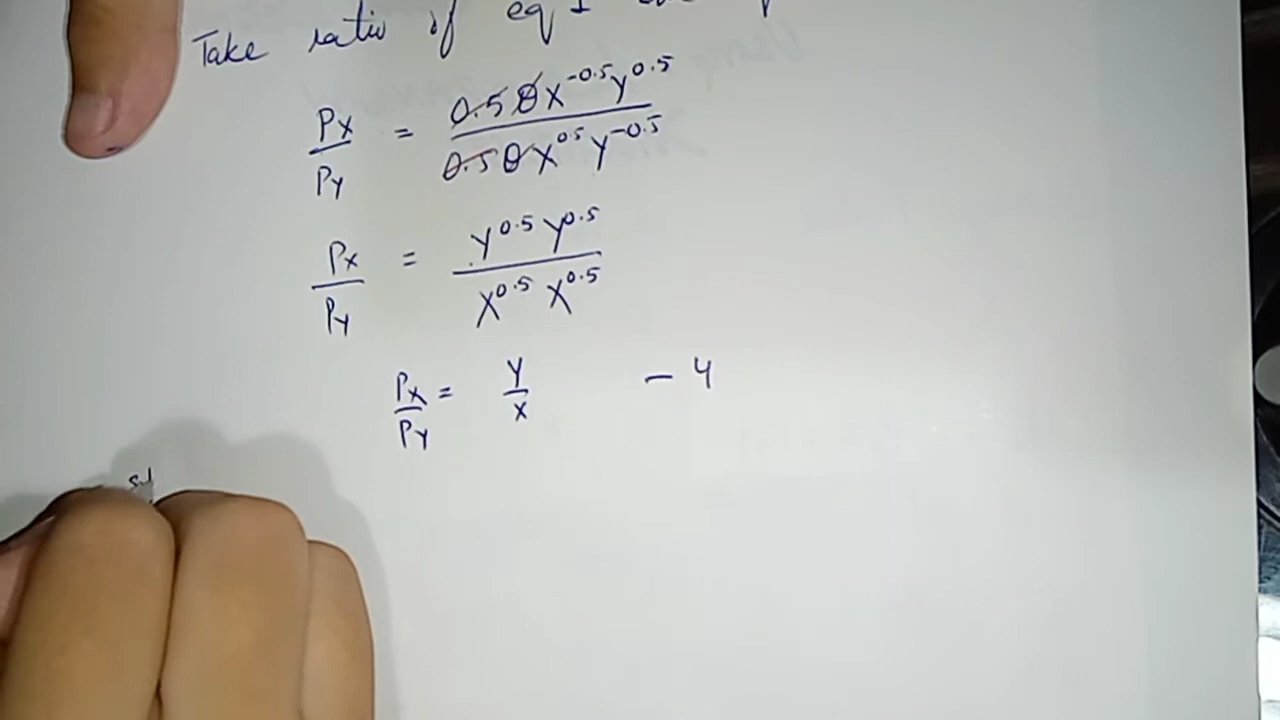 Take ratio of eq 1
Px/Py = 0.5θX^-0.5 Y^0.5 / 0.5θX^0.5 Y^-0.5
Px/Py = Y^0.5 Y^0.5 / X^0.5 X^0.5
Px/Py = Y/X - 4